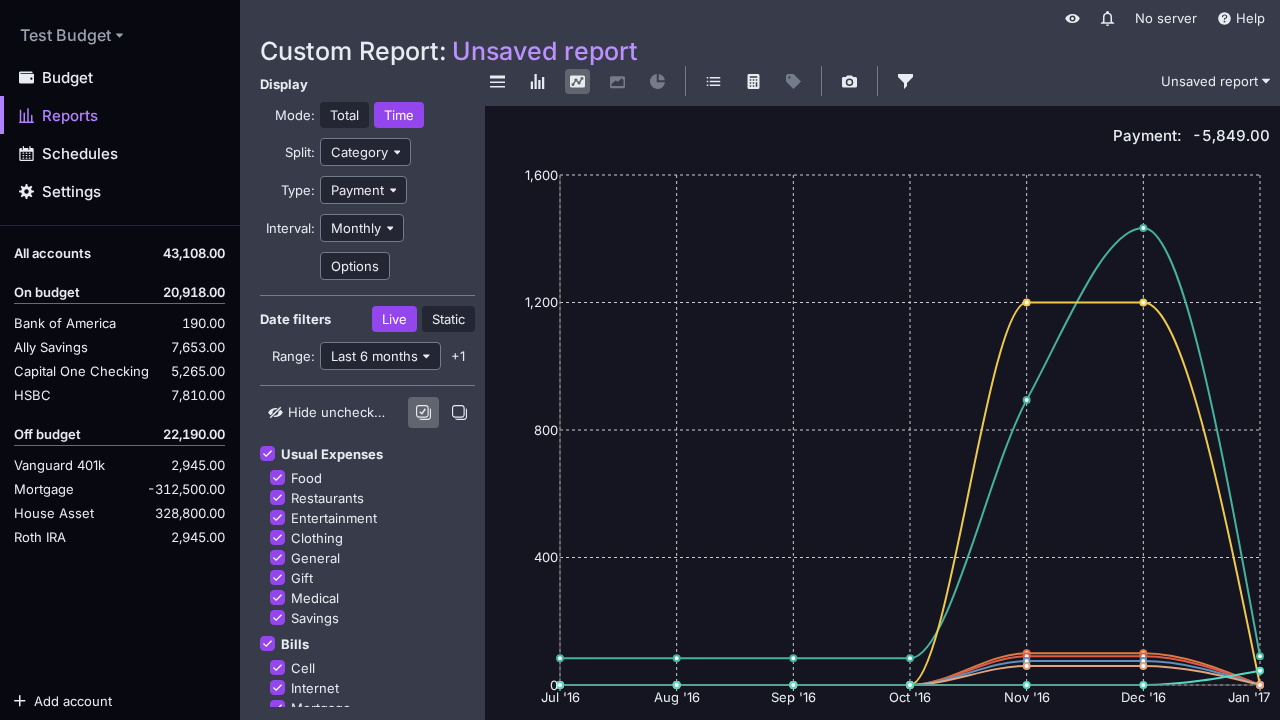 Test Budget
Budget
Reports
Schedules
Settings
All accounts 43,108.00
On budget 20,918.00
Bank of America 190.00
Ally Savings 7,653.00
Capital One Checking 5,265.00
HSBC 7,810.00
Off budget 22,190.00
Vanguard 401k 2,945.00
Mortgage -312,500.00
House Asset 328,800.00
Roth IRA 2,945.00
Add account
No server Help
Custom Report: Unsaved report
Display
Mode: Total Time
Split: Category
Type: Payment
Interval: Monthly
Options
Date filters Live Static
Range: Last 6 months +1
Hide uncheck...
Usual Expenses
Food
Restaurants
Entertainment
Clothing
General
Gift
Medical
Savings
Bills
Cell
Internet
Mortgage
Unsaved report
Payment: -5,849.00
1,600
1,200
800
400
0
Jul '16 Aug '16 Sep '16 Oct '16 Nov '16 Dec '16 Jan '17